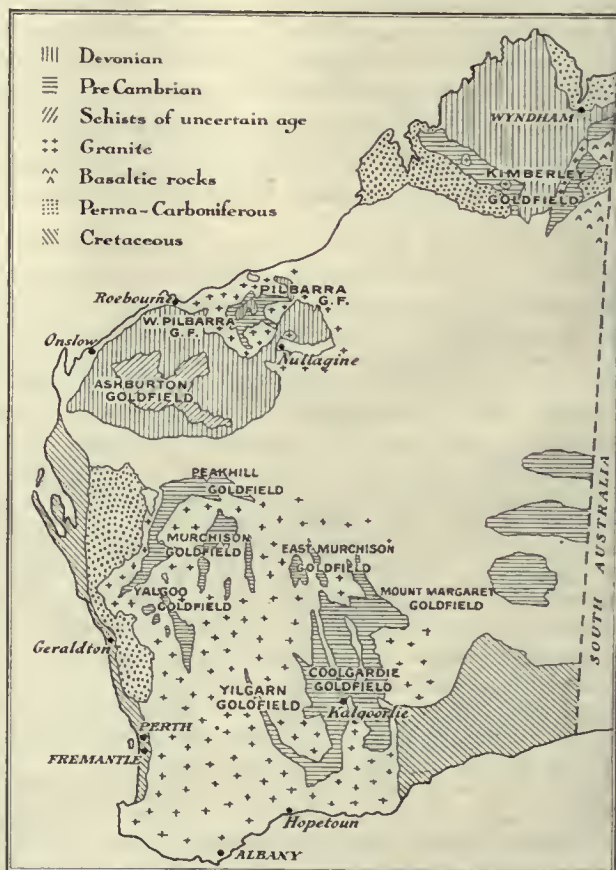 Devonian
Pre Cambrian
Schists of uncertain age
Granite
Basaltic rocks
Perma-Carboniferous
Cretaceous
WYNDHAM
KIMBERLEY
GOLDFIELD
PILBARRA
G.F.
Roebourne
W. PILBARRA
G.F.
Onslow
Nullagine
ASHBURTON
GOLDFIELD
PEAKHILL
GOLDFIELD
MURCHISON
GOLDFIELD
EAST MURCHISON
GOLDFIELD
YALGOO
GOLDFIELD
MOUNT MARGARET
GOLDFIELD
SOUTH AUSTRALIA
Geraldton
COOLGARDIE
GOLDFIELD
YILGARN
GOLDFIELD
Kalgoorlie
PERTH
FREMANTLE
Hopetoun
ALBANY